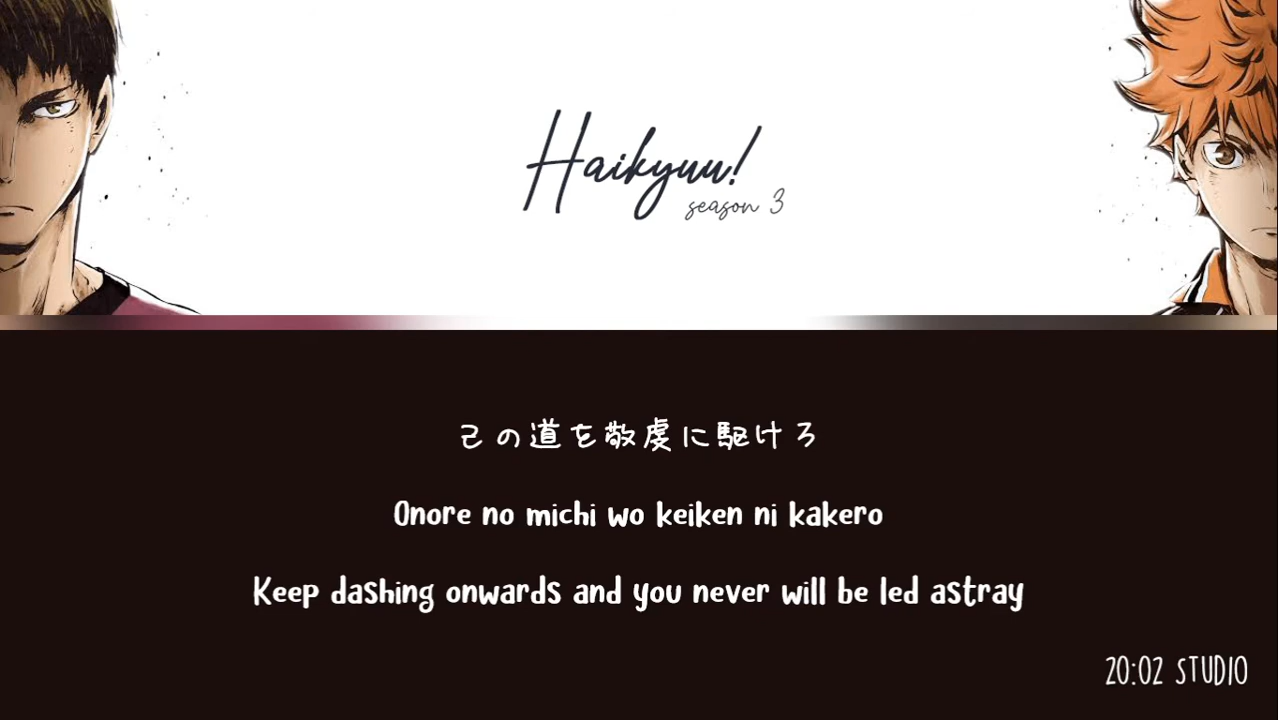 Haikyuu!
season 3
己の道を敬虔に駆けろ
Onore no michi wo keiken ni kakero
Keep dashing onwards and you never will be led astray
20:02 STUDIO